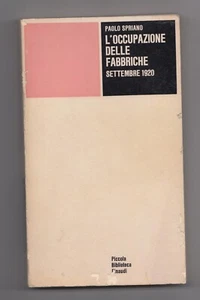 PAOLO SPRIANO
L'OCCUPAZIONE
DELLE
FABBRICHE
SETTEMBRE 1920
Piccola
Biblioteca
Einaudi